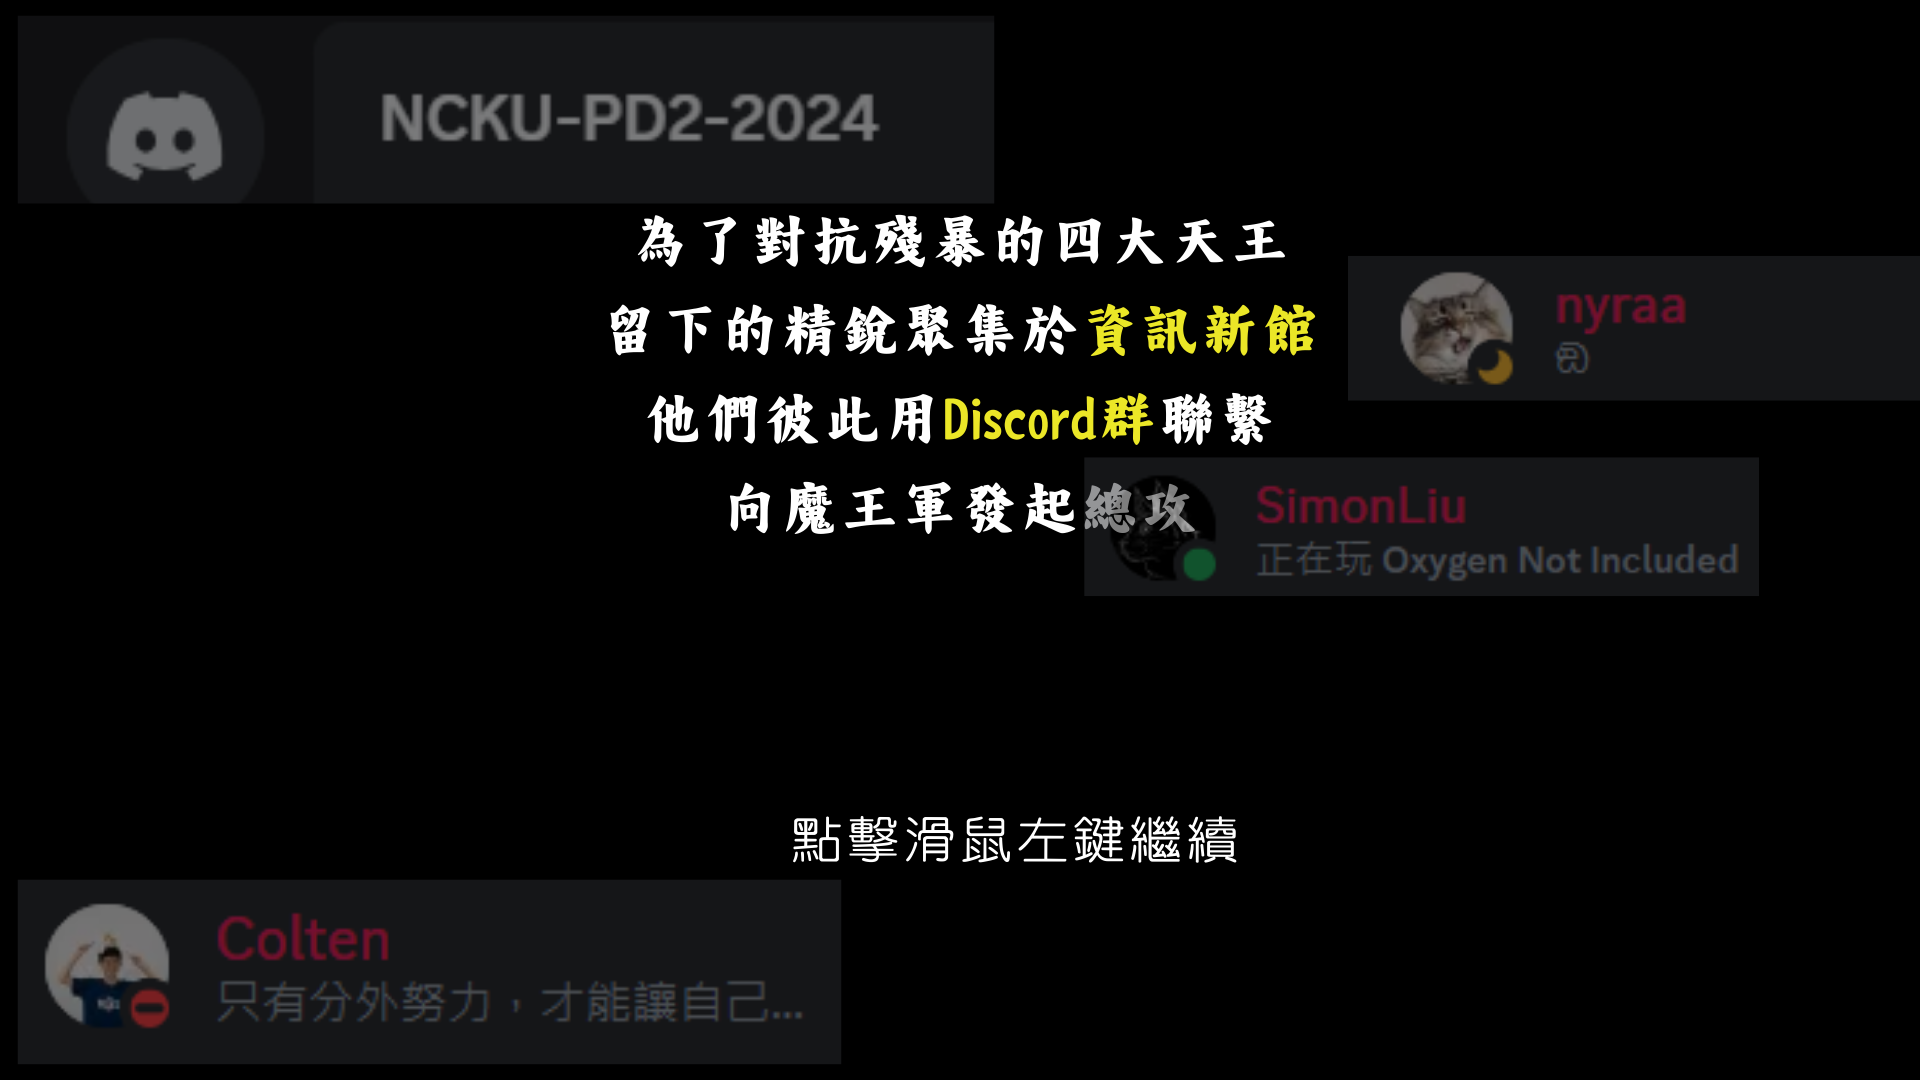 NCKU-PD2-2024
為了對抗殘暴的四大天王
留下的精銳聚集於資訊新館
nyraa
他們彼此用Discord群聯繫
向魔王軍發起總攻
SimonLiu
正在玩 Oxygen Not Included
點擊滑鼠左鍵繼續
Colten
只有分外努力，才能讓自己...